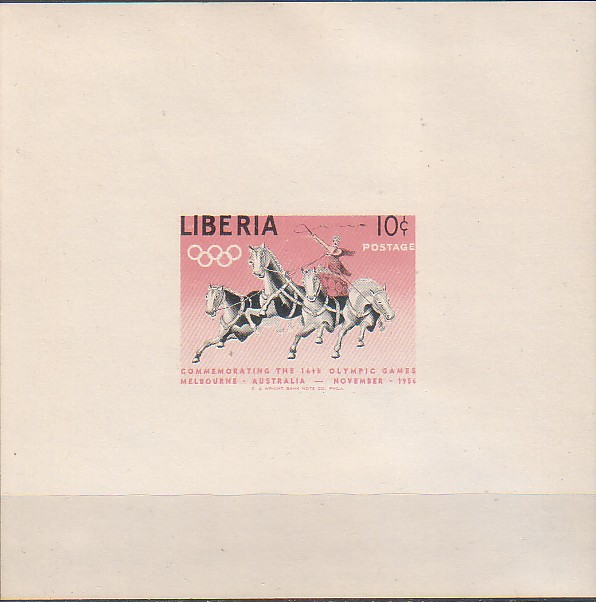 LIBERIA 10¢
POSTAGE
COMMEMORATING THE 16th OLYMPIC GAMES
MELBOURNE - AUSTRALIA — NOVEMBER - 1956
E. A. WRIGHT BANK NOTE CO. PHILA.